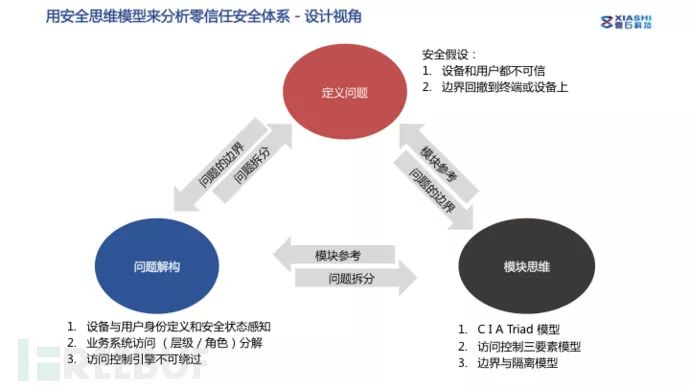 用安全思维模型来分析零信任安全体系 - 设计视角
XIASHI
定义问题
安全假设：
1. 设备和用户都不可信
2. 边界回撤到终端或设备上
问题的边界
问题拆分
模块参考
问题的边界
问题解构
模块参考
问题拆分
模块思维
1. 设备与用户身份定义和安全状态感知
2. 业务系统访问（层级 / 角色）分解
3. 访问控制引擎不可绕过
1. C I A Triad 模型
2. 访问控制三要素模型
3. 边界与隔离模型
FREEBUF